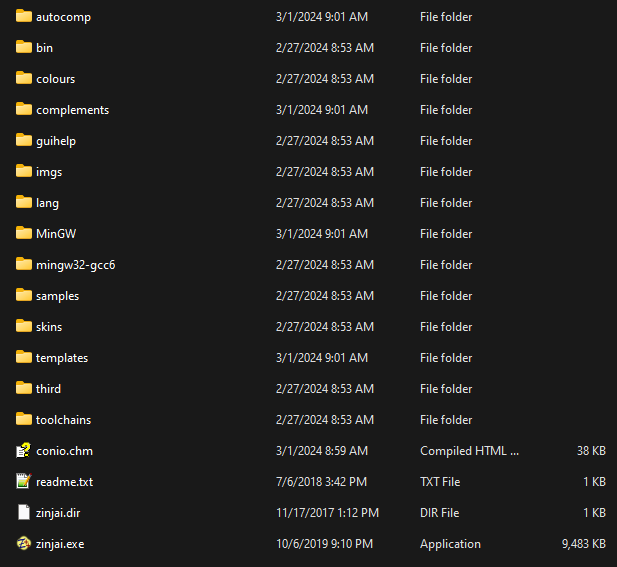 autocomp 3/1/2024 9:01 AM File folder
bin 2/27/2024 8:53 AM File folder
colours 2/27/2024 8:53 AM File folder
complements 3/1/2024 9:01 AM File folder
guihelp 2/27/2024 8:53 AM File folder
imgs 2/27/2024 8:53 AM File folder
lang 2/27/2024 8:53 AM File folder
MinGW 3/1/2024 9:01 AM File folder
mingw32-gcc6 2/27/2024 8:53 AM File folder
samples 2/27/2024 8:53 AM File folder
skins 2/27/2024 8:53 AM File folder
templates 3/1/2024 9:01 AM File folder
third 2/27/2024 8:53 AM File folder
toolchains 2/27/2024 8:53 AM File folder
conio.chm 3/1/2024 8:59 AM Compiled HTML ... 38 KB
readme.txt 7/6/2018 3:42 PM TXT File 1 KB
zinjai.dir 11/17/2017 1:12 PM DIR File 1 KB
zinjai.exe 10/6/2019 9:10 PM Application 9,483 KB